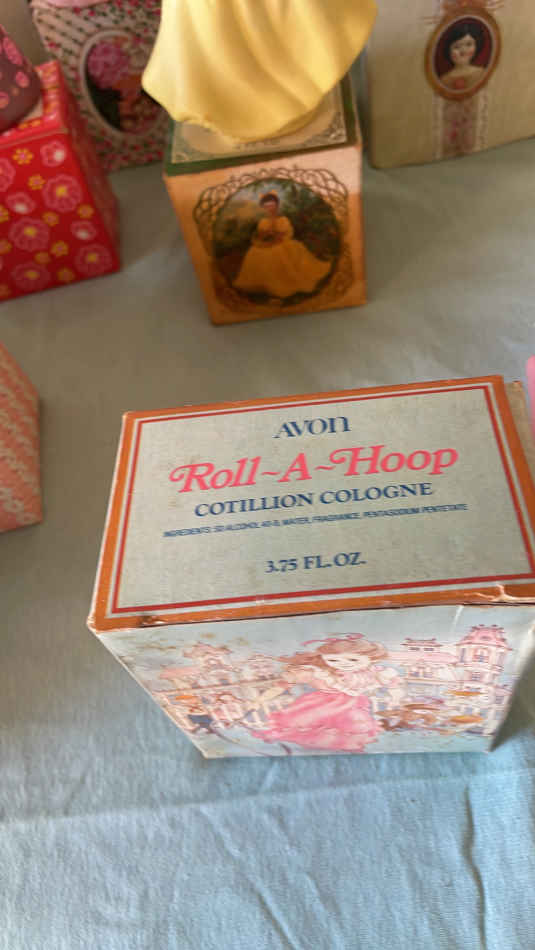 AVON
Roll~A~Hoop
COTILLION COLOGNE
INGREDIENTS: SD ALCOHOL 40-B, WATER, FRAGRANCE, PENTASODIUM PENTETATE
3.75 FL. OZ.